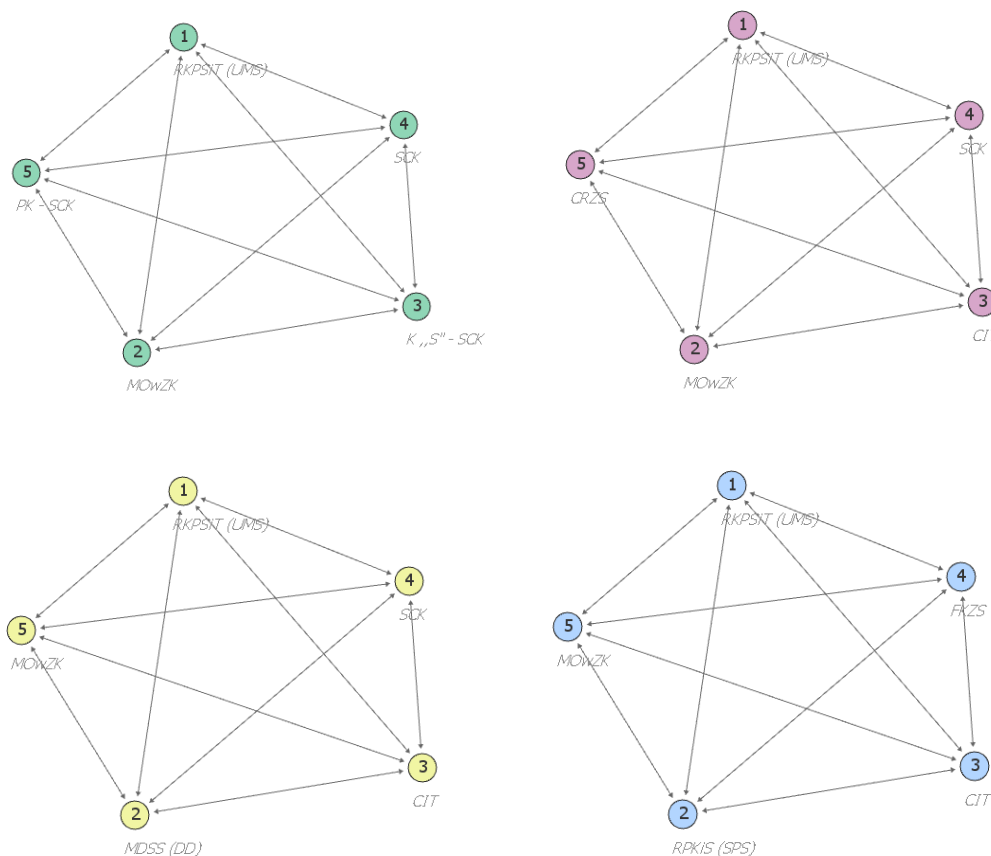 1
RKPSiT (UMS)
4
SCK
5
PK - SCK
3
K ,,S" - SCK
2
MOwZK
1
RKPSiT (UMS)
4
SCK
5
CRZS
3
CI
2
MOwZK
1
RKPSiT (UMS)
4
SCK
5
MOwZK
3
CIT
2
MDSS (DD)
1
RKPSiT (UMS)
4
FKZS
5
MOwZK
3
CIT
2
RPKiS (SPS)